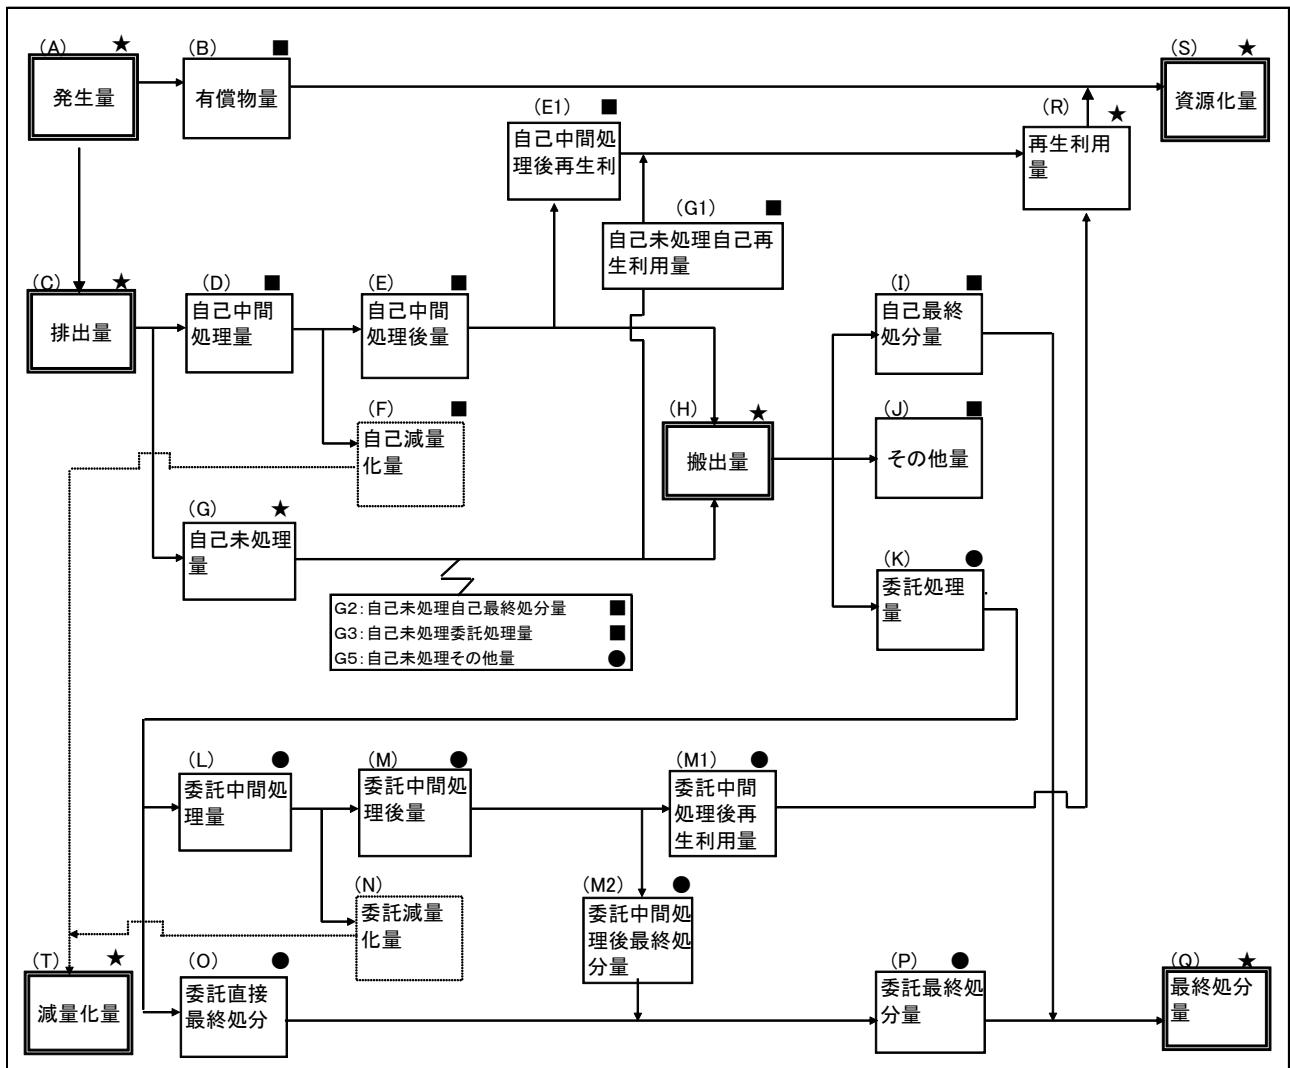 (A) ★
発生量
(B) ■
有償物量
(S) ★
資源化量
(E1) ■
自己中間処
理後再生利
(R) ★
再生利用
量
(G1) ■
自己未処理自己再
生利用量
(C) ★
排出量
(D) ■
自己中間
処理量
(E) ■
自己中間
処理後量
(I) ■
自己最終
処分量
(F) ■
自己減量
化量
(H) ★
搬出量
(J) ■
その他量
(G) ★
自己未処理
量
(K) ●
委託処理
量
G2:自己未処理自己最終処分量 ■
G3:自己未処理委託処理量 ■
G5:自己未処理その他量 ●
(L) ●
委託中間処
理量
(M) ●
委託中間処
理後量
(M1) ●
委託中間
処理後再
生利用量
(N)
委託減量
化量
(M2) ●
委託中間処
理後最終処
分量
(T) ★
減量化量
(O) ●
委託直接
最終処分
(P) ●
委託最終処
分量
(Q) ★
最終処分
量